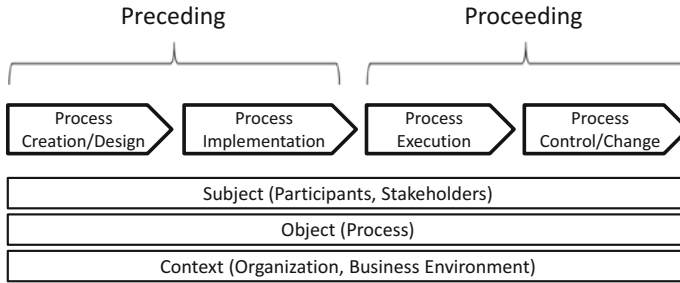 Preceding
Proceeding
Process
Creation/Design
Process
Implementation
Process
Execution
Process
Control/Change
Subject (Participants, Stakeholders)
Object (Process)
Context (Organization, Business Environment)